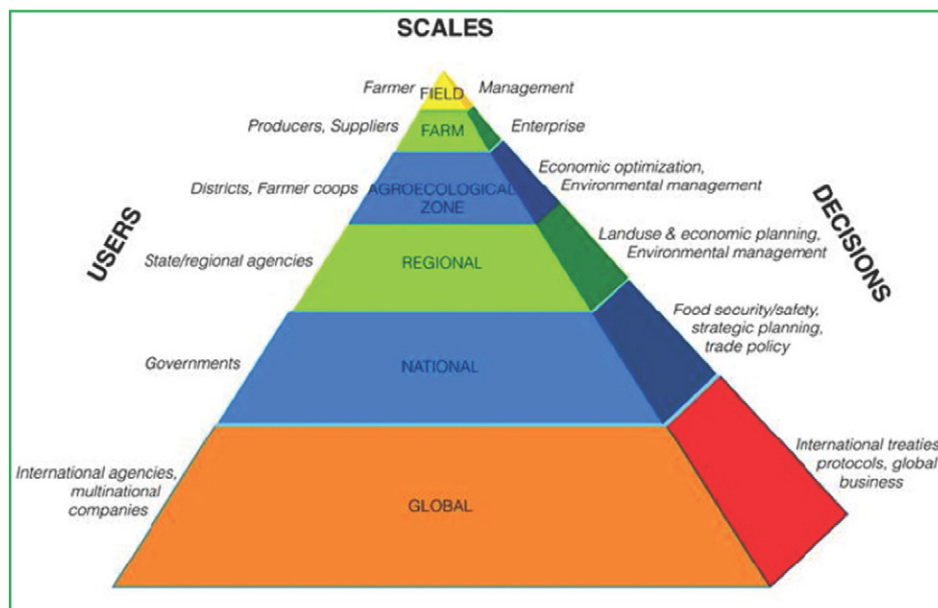 SCALES
Farmer
FIELD
Management
Producers, Suppliers
FARM
Enterprise
Districts, Farmer coops
AGROECOLOGICAL
ZONE
Economic optimization,
Environmental management
USERS
DECISIONS
State/regional agencies
REGIONAL
Landuse & economic planning,
Environmental management
Governments
NATIONAL
Food security/safety,
strategic planning,
trade policy
International agencies,
multinational
companies
GLOBAL
International treaties
protocols, global
business